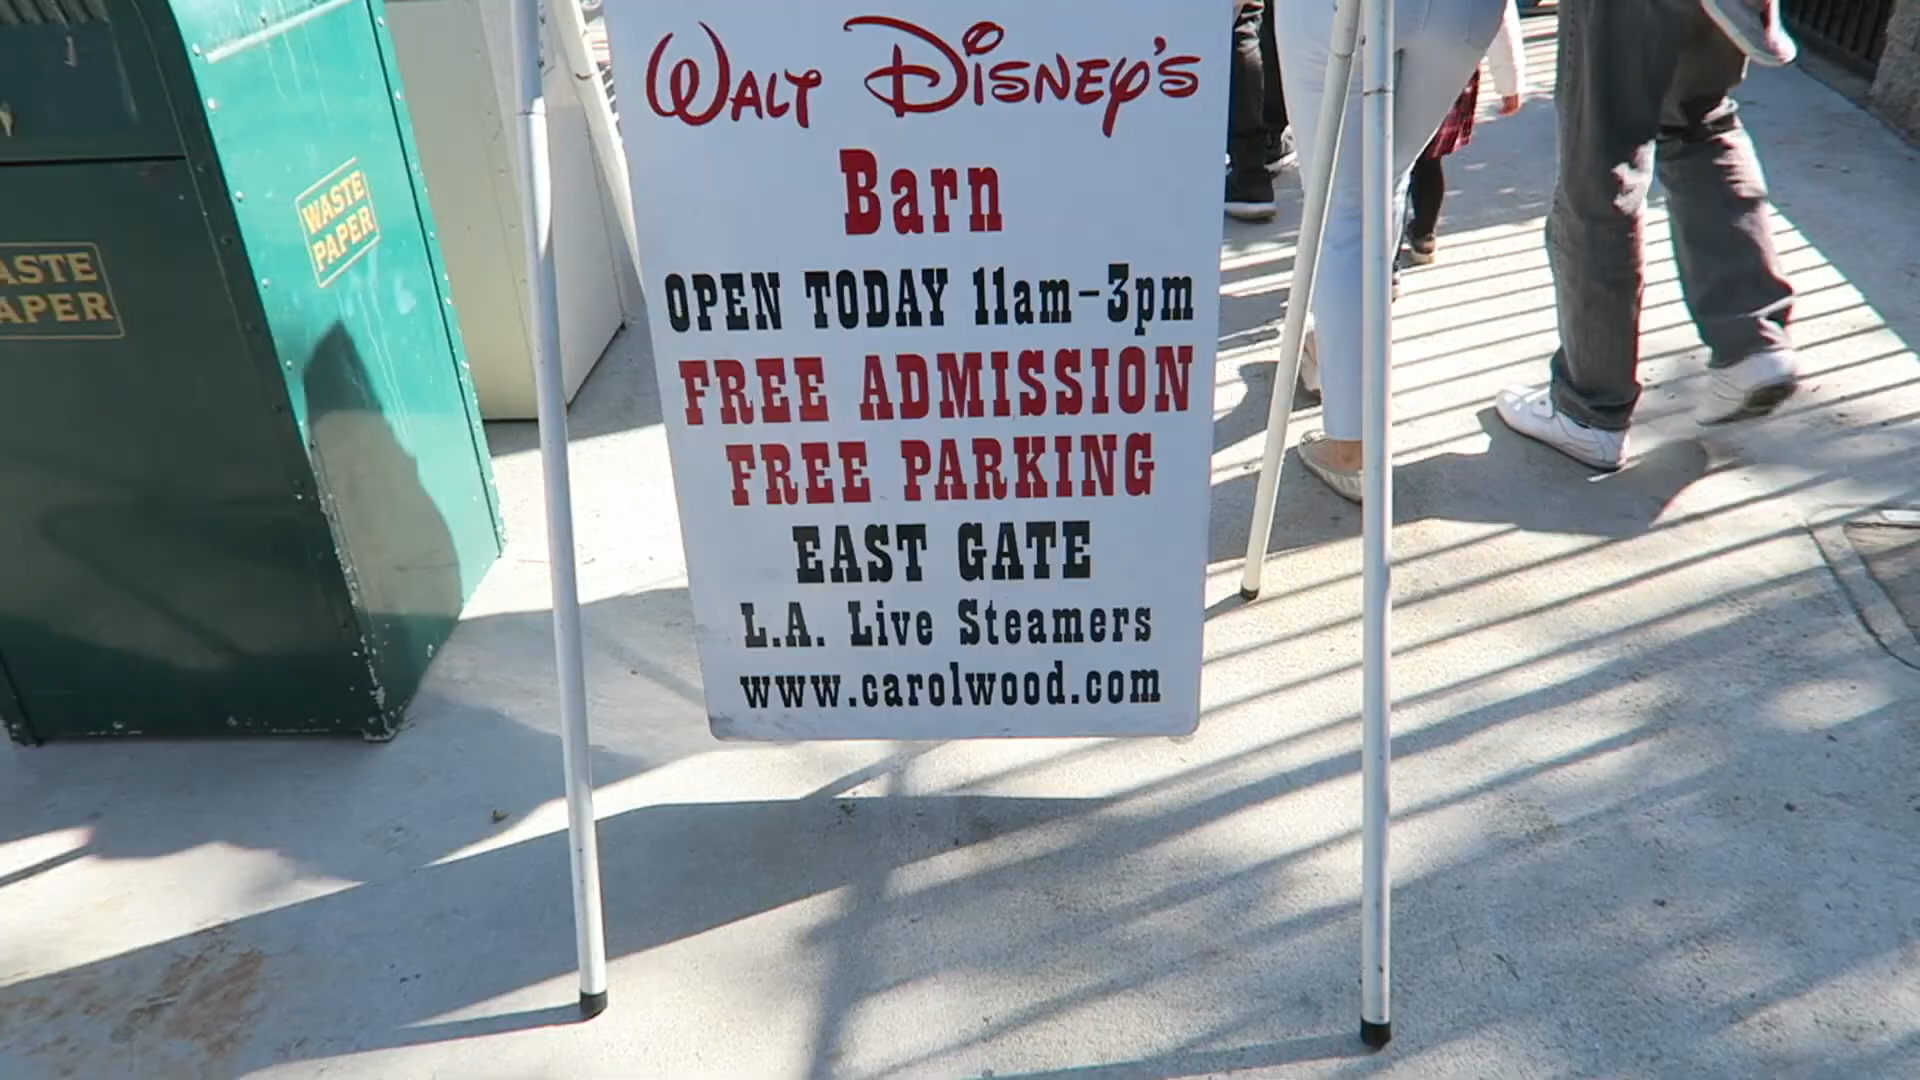 Walt Disney's
Barn
OPEN TODAY 11am-3pm
FREE ADMISSION
FREE PARKING
EAST GATE
L.A. Live Steamers
www.carolwood.com
WASTE
PAPER
ASTE
APER